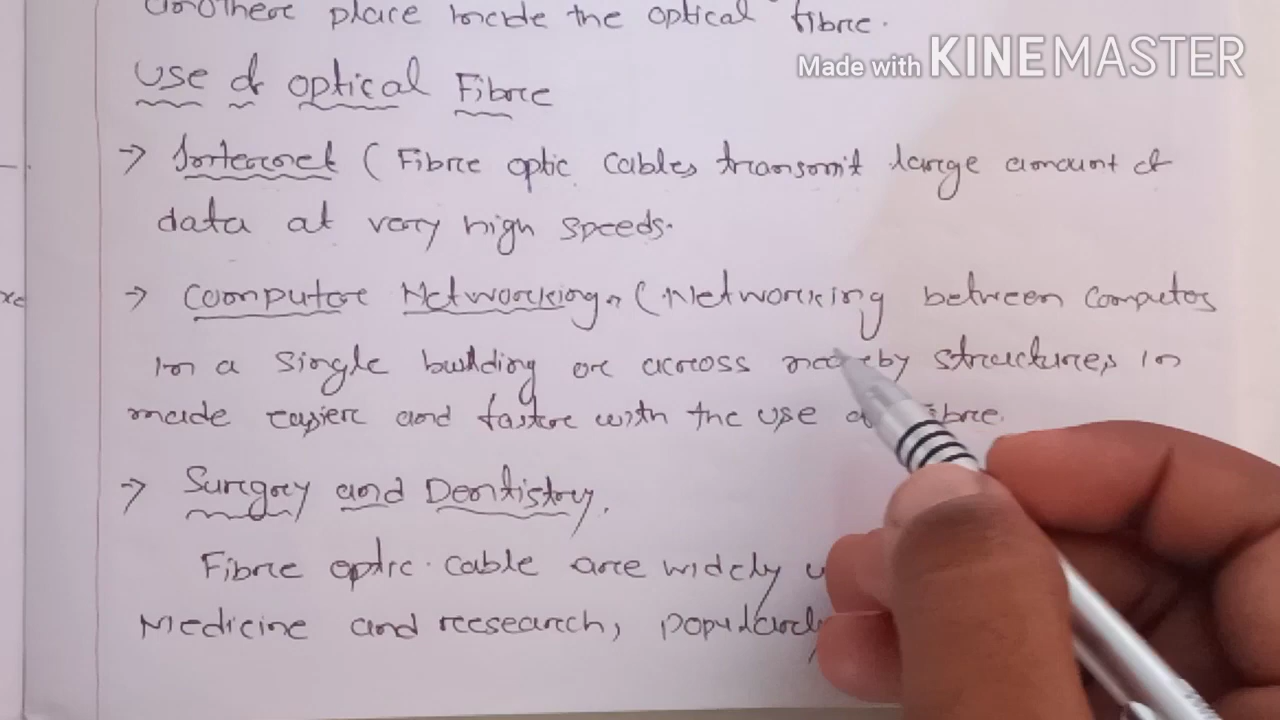 another place inside the optical fibre.
Made with KINEMASTER
Use of optical Fibre
→ Internet ( Fibre optic cables transmit large amount of
data at very high speeds.
→ Computer Networking, ( Networking between computes
in a single building or across nearby structures in
made easier and faster with the use of fibre.
→ Surgery and Dentistry.
Fibre optic cable are widely
Medicine and research, popularly